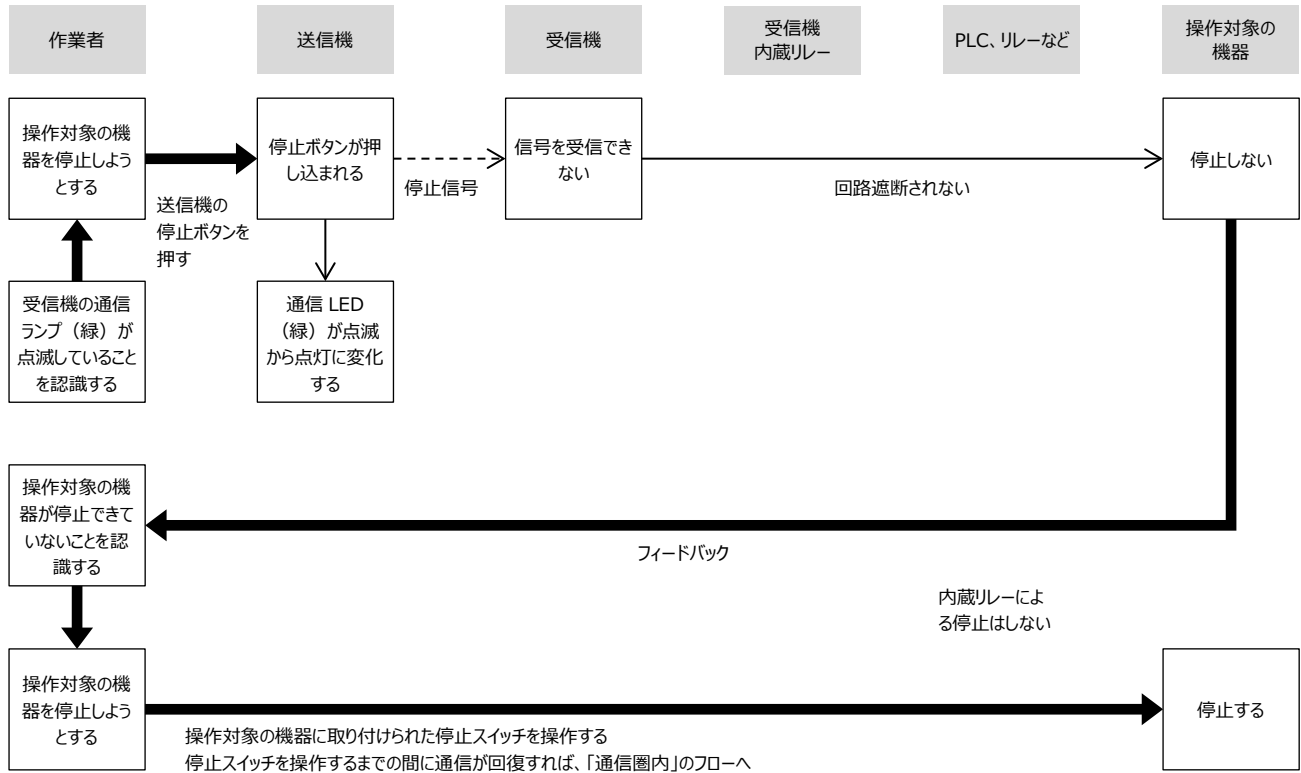 作業者
送信機
受信機
受信機
内蔵リレー
PLC、リレーなど
操作対象の
機器
操作対象の機
器を停止しよう
とする
送信機の
停止ボタンを
押す
停止ボタンが押
し込まれる
停止信号
信号を受信でき
ない
回路遮断されない
停止しない
受信機の通信
ランプ（緑）が
点滅していること
を認識する
通信 LED
（緑）が点滅
から点灯に変化
する
操作対象の機
器が停止できて
いないことを認
識する
フィードバック
内蔵リレーによ
る停止はしない
操作対象の機
器を停止しよう
とする
操作対象の機器に取り付けられた停止スイッチを操作する
停止スイッチを操作するまでの間に通信が回復すれば、「通信圏内」のフローへ
停止する